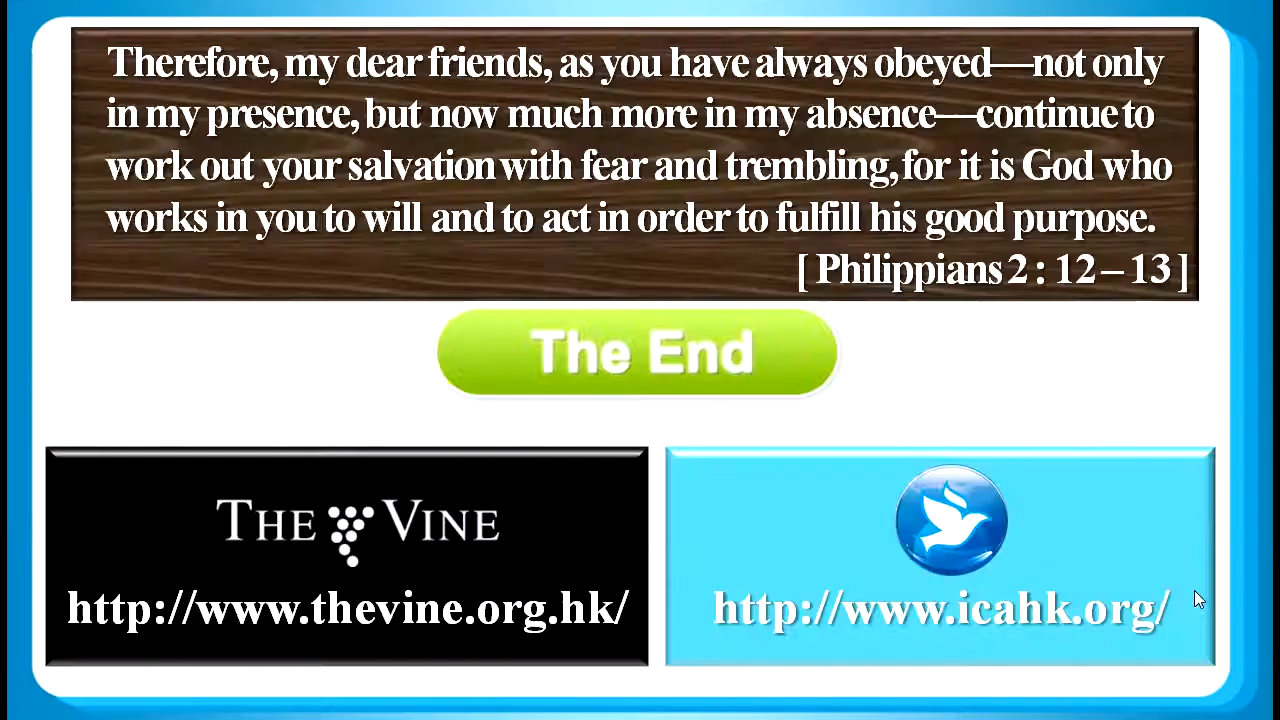 Therefore, my dear friends, as you have always obeyed—not only
in my presence, but now much more in my absence—continue to
work out your salvation with fear and trembling, for it is God who
works in you to will and to act in order to fulfill his good purpose.
[ Philippians 2 : 12 – 13 ]
The End
THE VINE
http://www.thevine.org.hk/
http://www.icahk.org/